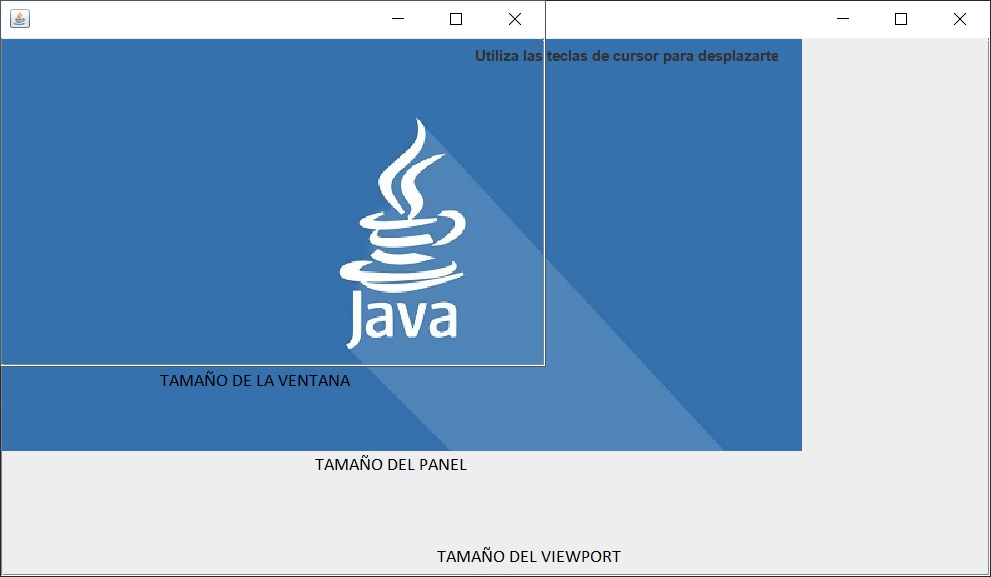 Utiliza las teclas de cursor para desplazarte
Java
TAMAÑO DE LA VENTANA
TAMAÑO DEL PANEL
TAMAÑO DEL VIEWPORT